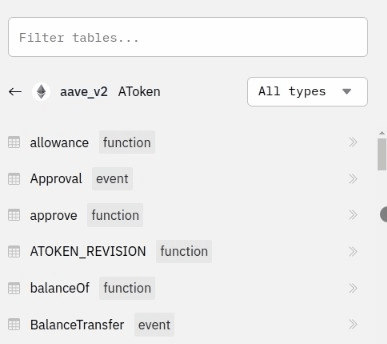 Filter tables...
← aave_v2 AToken All types
allowance function
Approval event
approve function
ATOKEN_REVISION function
balanceOf function
BalanceTransfer event